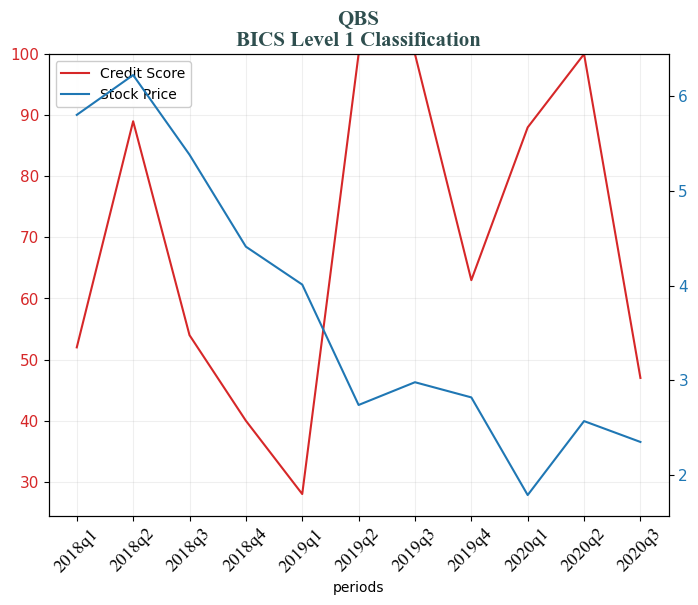 QBS
BICS Level 1 Classification
Credit Score
Stock Price
100
90
80
70
60
50
40
30
6
5
4
3
2
2018q1
2018q2
2018q3
2018q4
2019q1
2019q2
2019q3
2019q4
2020q1
2020q2
2020q3
periods